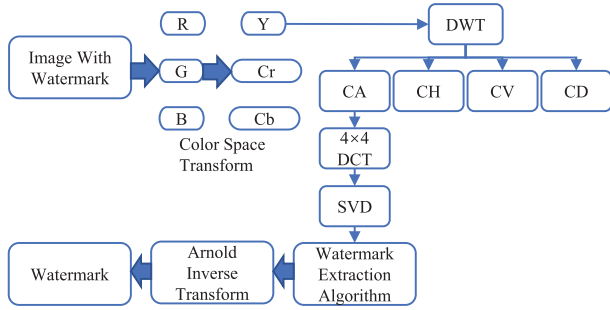 R
Y
DWT
Image With
Watermark
G
Cr
CA
CH
CV
CD
B
Cb
Color Space
Transform
4×4
DCT
SVD
Watermark
Arnold
Inverse
Transform
Watermark
Extraction
Algorithm